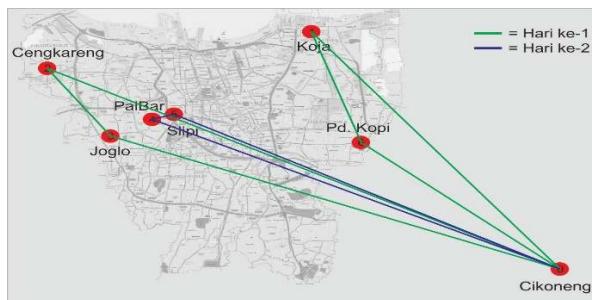 Koja
= Hari ke-1
= Hari ke-2
Cengkareng
PalBar
Slipi
Joglo
Pd. Kopi
Cikoneng